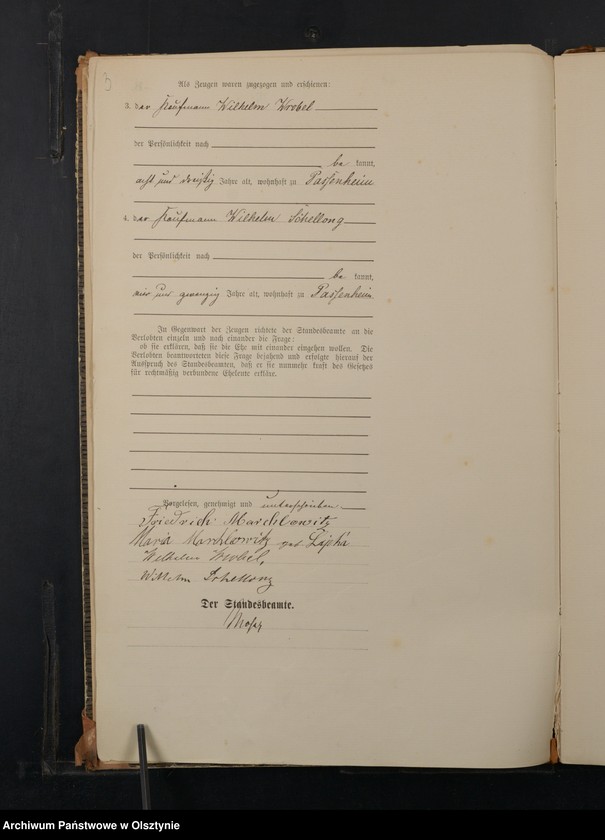 Als Zeugen waren zugezogen und erschienen:
3. der Kaufmann Wilhelm Wrobel
der Persönlichkeit nach
be kannt,
acht und dreißig Jahre alt, wohnhaft zu Passenheim
4. der Kaufmann Wilhelm Schellong
der Persönlichkeit nach
be kannt,
vier und zwanzig Jahre alt, wohnhaft zu Passenheim.
In Gegenwart der Zeugen richtete der Standesbeamte an die
Verlobten einzeln und nach einander die Frage:
ob sie erklären, daß sie die Ehe mit einander eingehen wollen. Die
Verlobten beantworteten diese Frage bejahend und erfolgte hierauf der
Ausspruch des Standesbeamten, daß er sie nunmehr kraft des Gesetzes
für rechtmäßig verbundene Eheleute erkläre.
Vorgelesen, genehmigt und unterschrieben
Friedrich Marchlowitz
Maria Marchlowitz geb Lipka
Wilhelm Wrobel,
Wilhelm Schellong
Der Standesbeamte.
Archiwum Państwowe w Olsztynie